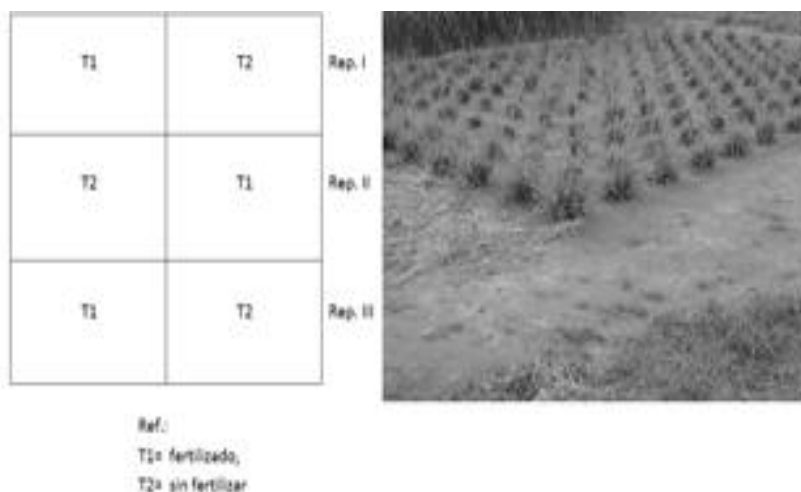 T1 T2 Rep. I
T2 T1 Rep. II
T1 T2 Rep. III
Ref.:
T1= fertilizado,
T2= sin fertilizar